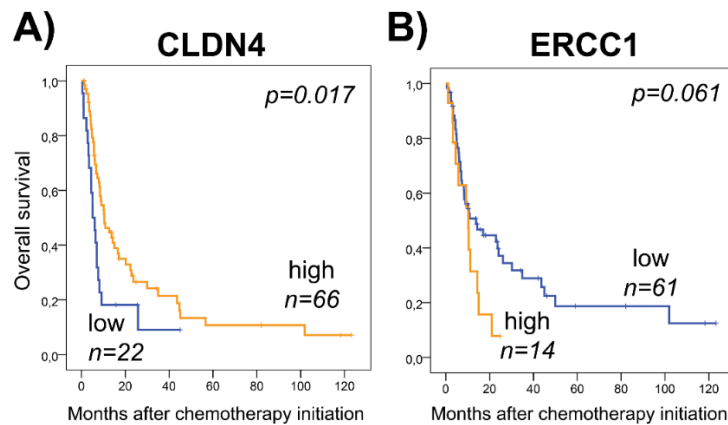 A)
CLDN4
Overall survival
1,0
0,8
0,6
0,4
0,2
0,0
p=0.017
high
n=66
low
n=22
0 20 40 60 80 100 120
Months after chemotherapy initiation
B)
ERCC1
1,0
0,8
0,6
0,4
0,2
0,0
p=0.061
low
n=61
high
n=14
0 20 40 60 80 100 120
Months after chemotherapy initiation